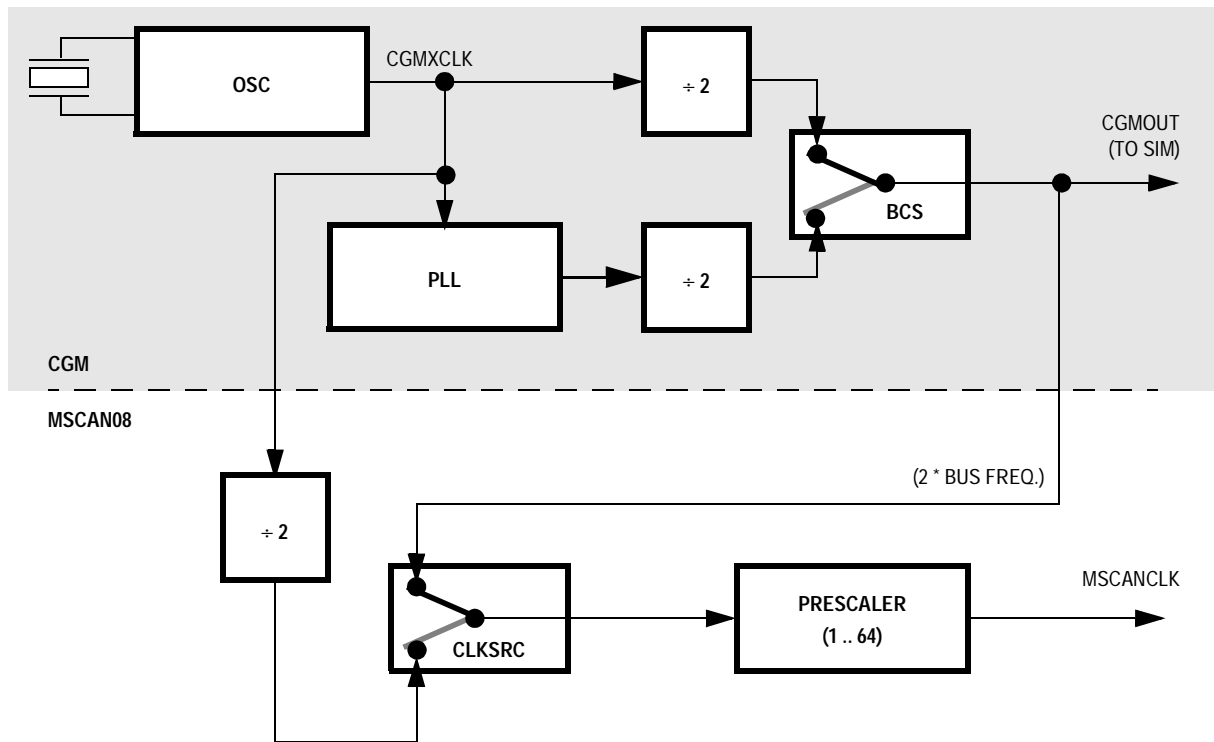 CGMXCLK
OSC
÷ 2
CGMOUT
(TO SIM)
BCS
PLL
÷ 2
CGM
MSCAN08
(2 * BUS FREQ.)
÷ 2
MSCANCLK
PRESCALER
(1 .. 64)
CLKSRC